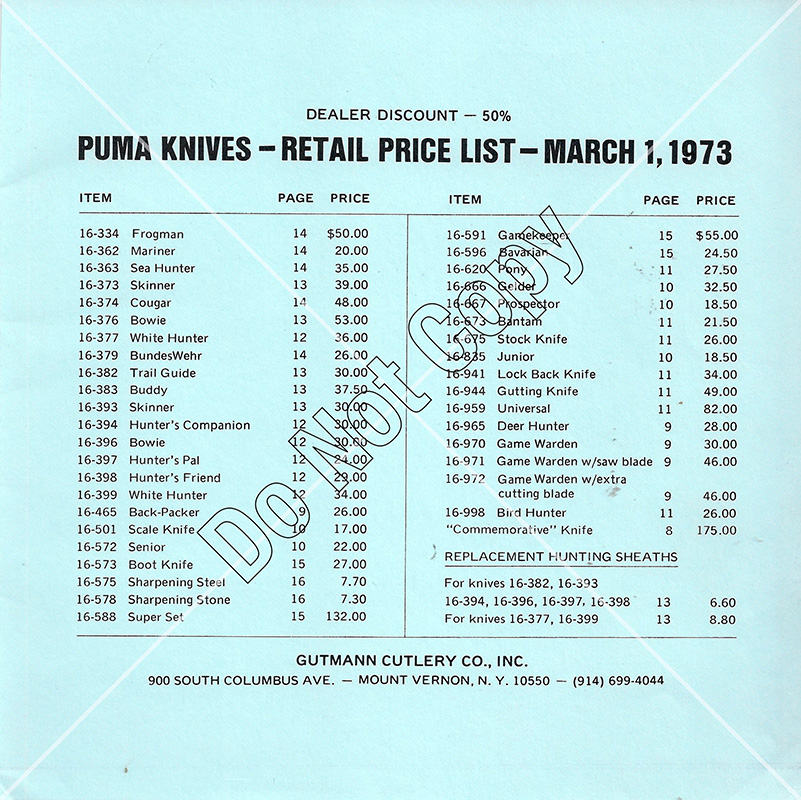 DEALER DISCOUNT — 50%
PUMA KNIVES – RETAIL PRICE LIST – MARCH 1, 1973
ITEM PAGE PRICE
16-334 Frogman 14 $50.00
16-362 Mariner 14 20.00
16-363 Sea Hunter 14 35.00
16-373 Skinner 13 39.00
16-374 Cougar 14 48.00
16-376 Bowie 13 53.00
16-377 White Hunter 12 36.00
16-379 BundesWehr 14 26.00
16-382 Trail Guide 13 30.00
16-383 Buddy 13 37.50
16-393 Skinner 13 30.00
16-394 Hunter's Companion 12 30.00
16-396 Bowie 12 30.00
16-397 Hunter's Pal 12 24.00
16-398 Hunter's Friend 12 29.00
16-399 White Hunter 12 34.00
16-465 Back-Packer 9 26.00
16-501 Scale Knife 10 17.00
16-572 Senior 10 22.00
16-573 Boot Knife 15 27.00
16-575 Sharpening Steel 16 7.70
16-578 Sharpening Stone 16 7.30
16-588 Super Set 15 132.00
ITEM PAGE PRICE
16-591 Gamekeeper 15 $55.00
16-596 Bavarian 15 24.50
16-620 Pony 11 27.50
16-666 Gelder 10 32.50
16-667 Prospector 10 18.50
16-673 Bantam 11 21.50
16-675 Stock Knife 11 26.00
16-835 Junior 10 18.50
16-941 Lock Back Knife 11 34.00
16-944 Gutting Knife 11 49.00
16-959 Universal 11 82.00
16-965 Deer Hunter 9 28.00
16-970 Game Warden 9 30.00
16-971 Game Warden w/saw blade 9 46.00
16-972 Game Warden w/extra
cutting blade 9 46.00
16-998 Bird Hunter 11 26.00
"Commemorative" Knife 8 175.00
REPLACEMENT HUNTING SHEATHS
For knives 16-382, 16-393
16-394, 16-396, 16-397, 16-398 13 6.60
For knives 16-377, 16-399 13 8.80
GUTMANN CUTLERY CO., INC.
900 SOUTH COLUMBUS AVE. — MOUNT VERNON, N. Y. 10550 — (914) 699-4044
Do Not Copy